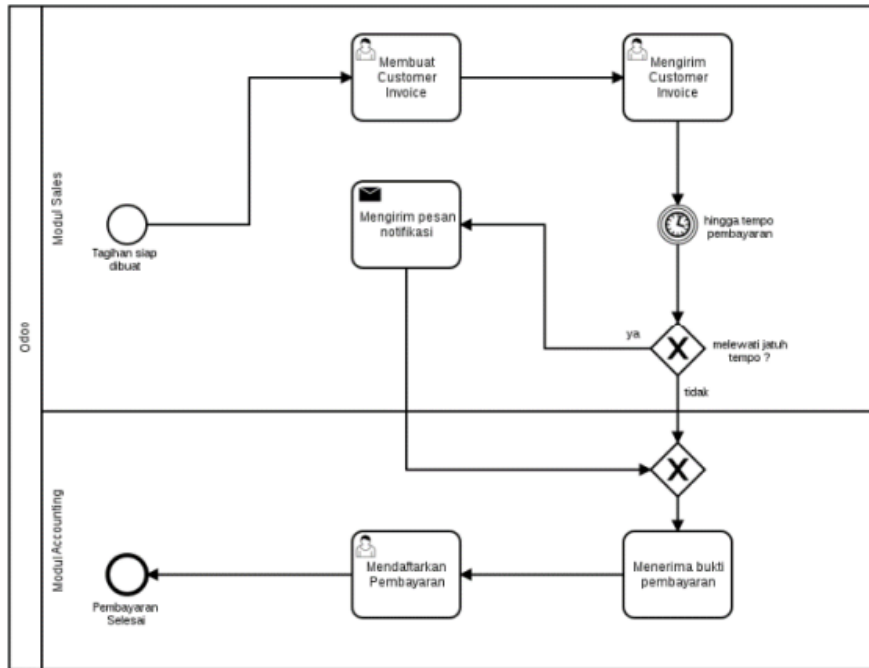 Odoo
Modul Sales
Membuat
Customer
Invoice
Mengirim
Customer
Invoice
Tagihan siap
dibuat
Mengirim pesan
notifikasi
hingga tempo
pembayaran
ya
melewati jatuh
tempo ?
tidak
Modul Accounting
Pembayaran
Selesai
Mendaftarkan
Pembayaran
Menerima bukti
pembayaran